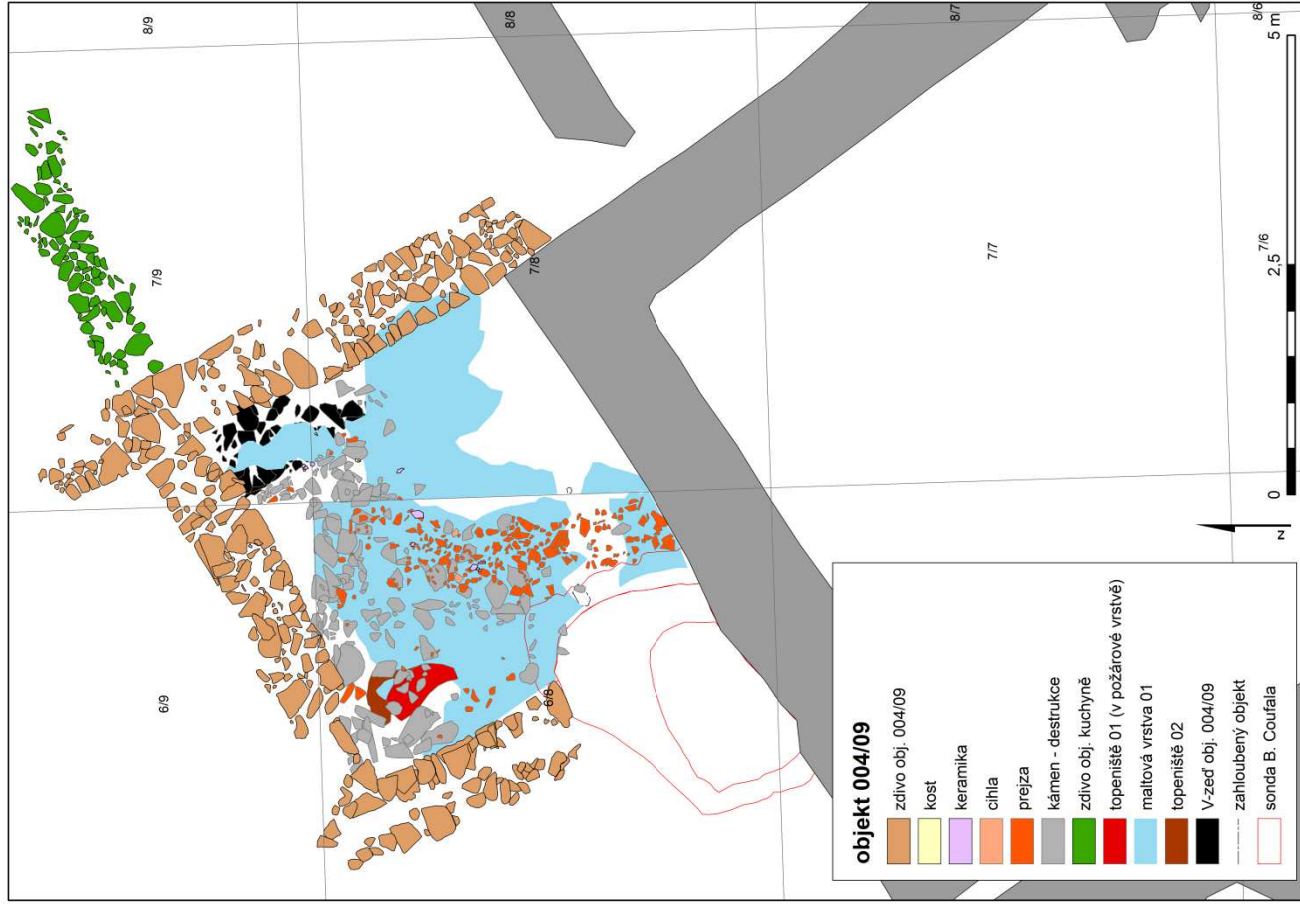 8/9
8/8
8/7
8/6
7/9
7/8
7/7
7/6
6/9
6/8
objekt 004/09
zdivo obj. 004/09
kost
keramika
cihla
prejza
kámen - destrukce
zdivo obj. kuchyně
topeniště 01 (v požárové vrstvě)
maltová vrstva 01
topeniště 02
V-zeď obj. 004/09
zahloubený objekt
sonda B. Coufala
N
0 2,5 5 m